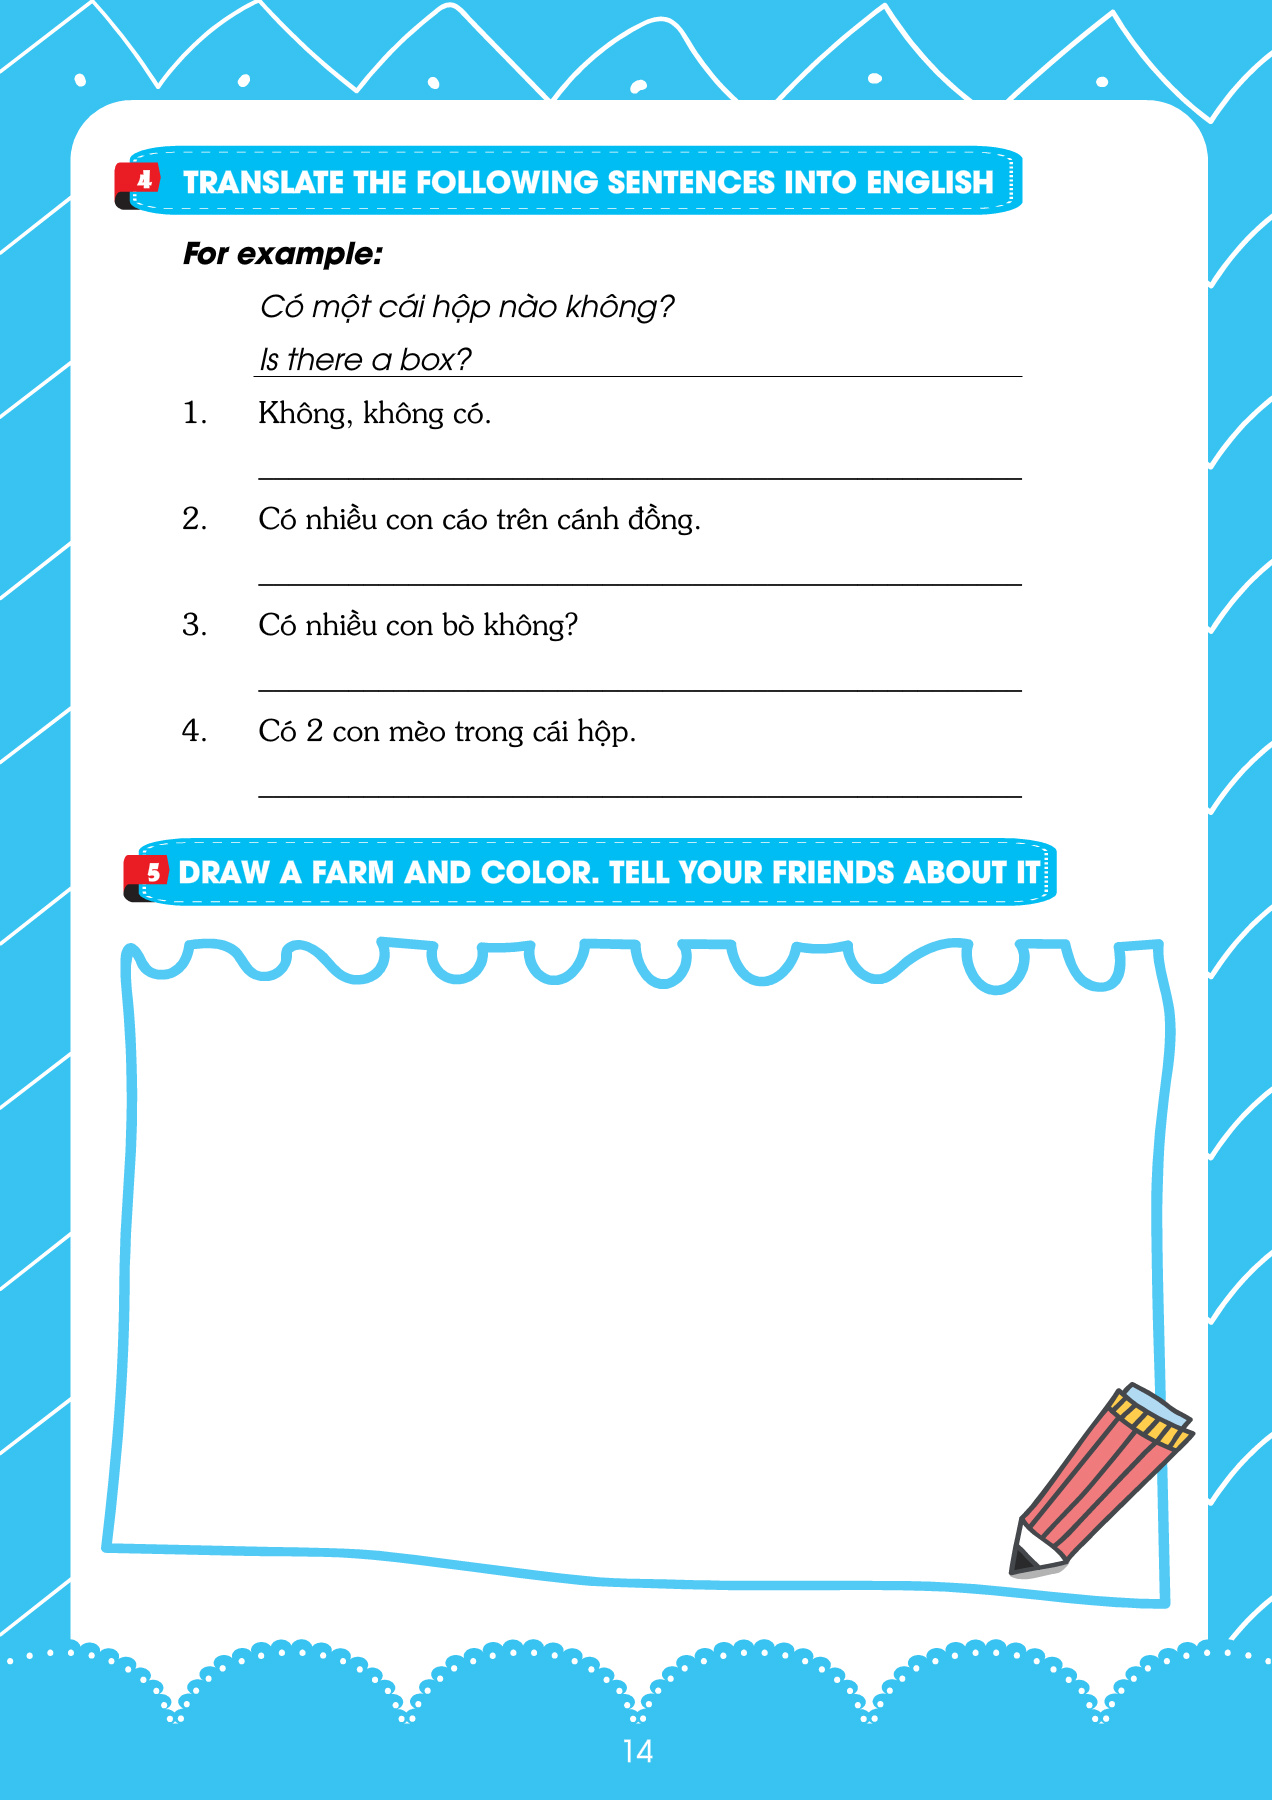 4 TRANSLATE THE FOLLOWING SENTENCES INTO ENGLISH
For example:
Có một cái hộp nào không?
Is there a box?
1. Không, không có.
2. Có nhiều con cáo trên cánh đồng.
3. Có nhiều con bò không?
4. Có 2 con mèo trong cái hộp.
5 DRAW A FARM AND COLOR. TELL YOUR FRIENDS ABOUT IT
14